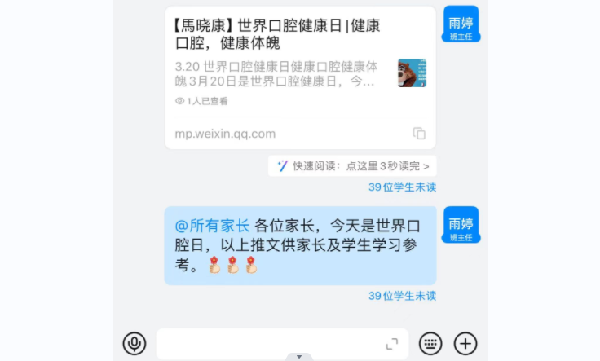 【馬晓康】世界口腔健康日|健康
口腔，健康体魄
雨婷
班主任
3.20 世界口腔健康日健康口腔健康体
魄 3月20日是世界口腔健康日，今...
1人已查看
mp.weixin.qq.com
快速阅读：点这里3秒读完 >
39位学生未读
@所有家长 各位家长，今天是世界口
腔日，以上推文供家长及学生学习参
考。
雨婷
班主任
39位学生未读